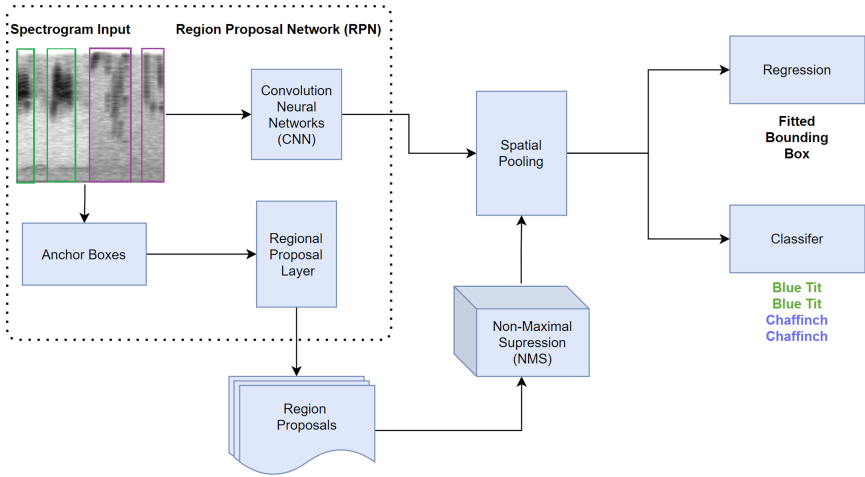 Spectrogram Input
Region Proposal Network (RPN)
Convolution
Neural
Networks
(CNN)
Anchor Boxes
Regional
Proposal
Layer
Region
Proposals
Non-Maximal
Supression
(NMS)
Spatial
Pooling
Regression
Fitted
Bounding
Box
Classifer
Blue Tit
Blue Tit
Chaffinch
Chaffinch